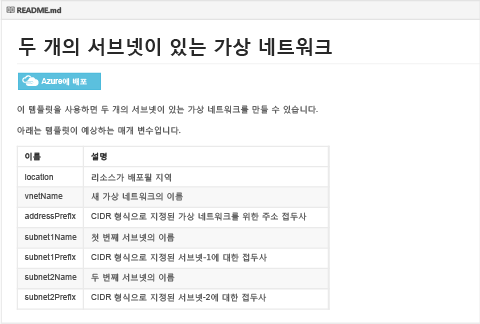 README.md
두 개의 서브넷이 있는 가상 네트워크
Azure에 배포
이 템플릿을 사용하면 두 개의 서브넷이 있는 가상 네트워크를 만들 수 있습니다.
아래는 템플릿이 예상하는 매개 변수입니다.
이름 설명
location 리소스가 배포될 지역
vnetName 새 가상 네트워크의 이름
addressPrefix CIDR 형식으로 지정된 가상 네트워크를 위한 주소 접두사
subnet1Name 첫 번째 서브넷의 이름
subnet1Prefix CIDR 형식으로 지정된 서브넷-1에 대한 접두사
subnet2Name 두 번째 서브넷의 이름
subnet2Prefix CIDR 형식으로 지정된 서브넷-2에 대한 접두사